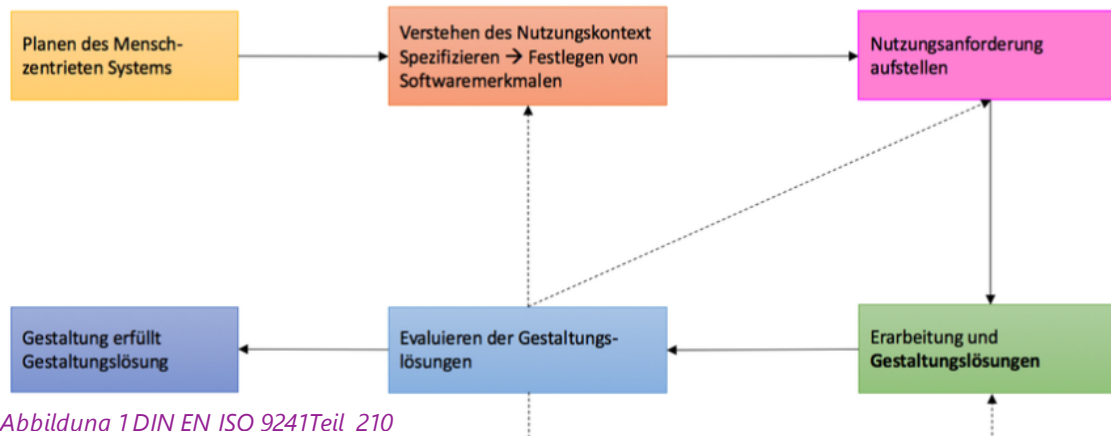 Planen des Mensch-
zentrieten Systems
Verstehen des Nutzungskontext
Spezifizieren → Festlegen von
Softwaremerkmalen
Nutzungsanforderung
aufstellen
Gestaltung erfüllt
Gestaltungslösung
Evaluieren der Gestaltungs-
lösungen
Erarbeitung und
Gestaltungslösungen
Abbildung 1 DIN EN ISO 9241Teil 210